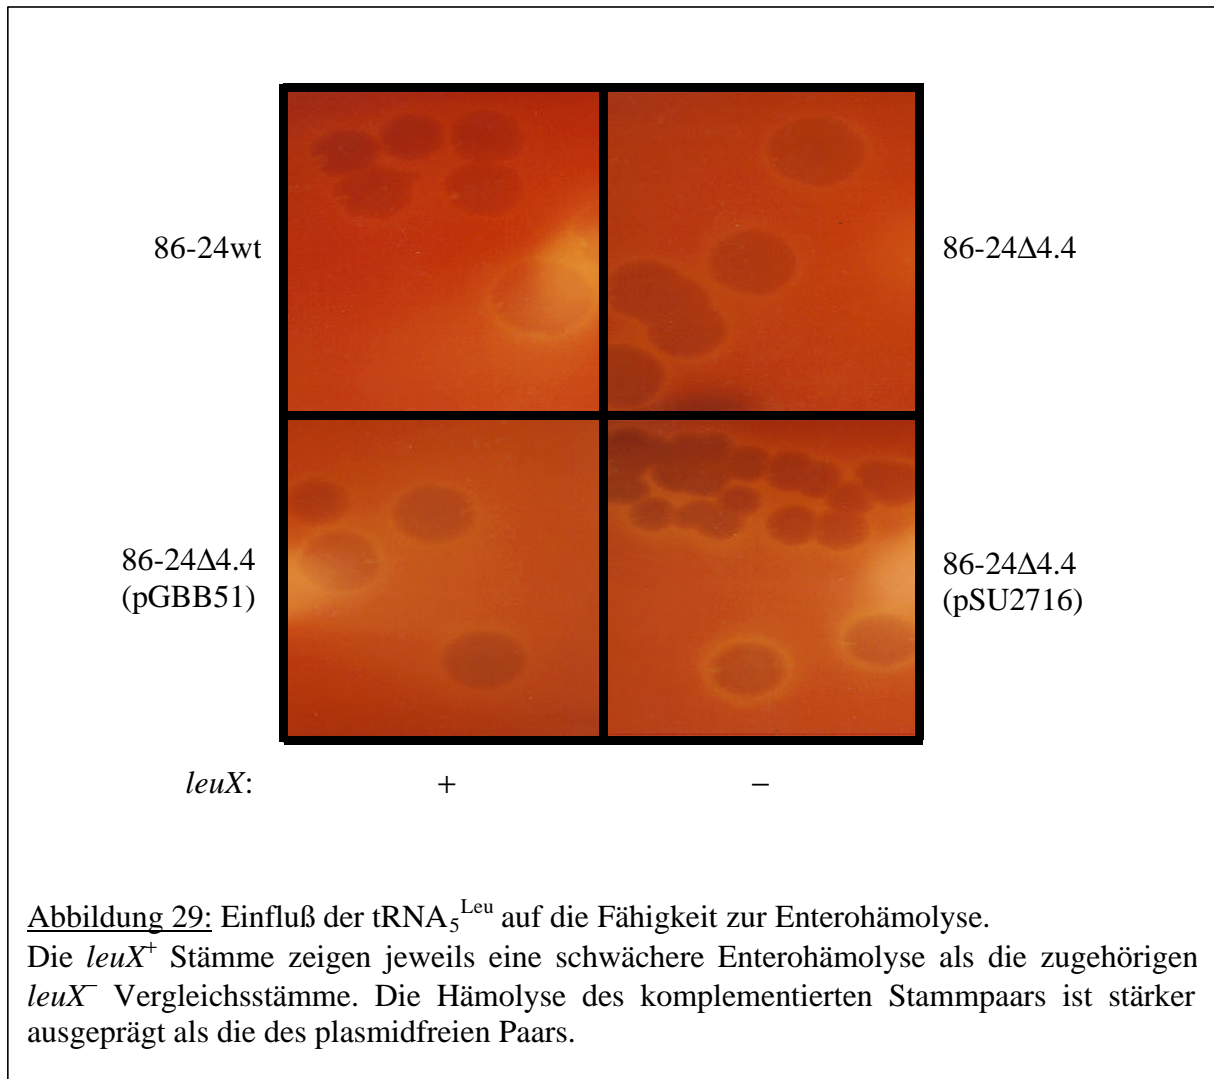 86-24wt
86-24Δ4.4
86-24Δ4.4
(pGBB51)
86-24Δ4.4
(pSU2716)
leuX: + −
Abbildung 29: Einfluß der tRNA₅ᴸᵉᵘ auf die Fähigkeit zur Enterohämolyse.
Die leuX⁺ Stämme zeigen jeweils eine schwächere Enterohämolyse als die zugehörigen
leuX⁻ Vergleichsstämme. Die Hämolyse des komplementierten Stammpaars ist stärker
ausgeprägt als die des plasmidfreien Paars.